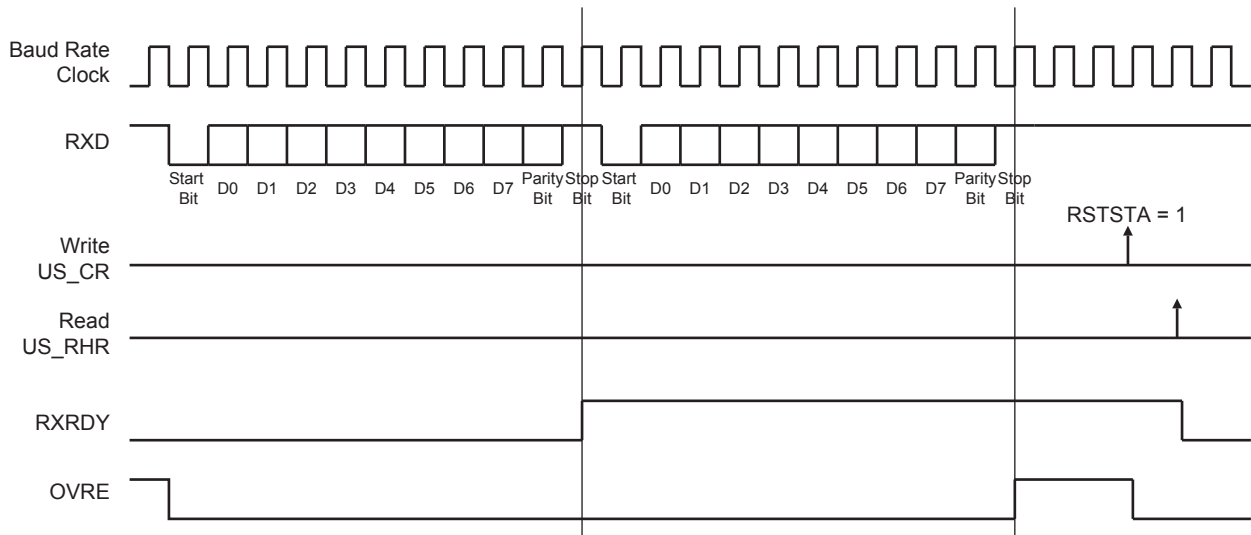 Baud Rate
Clock
RXD
Start
Bit
D0
D1
D2
D3
D4
D5
D6
D7
Parity
Bit
Stop
Bit
Start
Bit
D0
D1
D2
D3
D4
D5
D6
D7
Parity
Bit
Stop
Bit
RSTSTA = 1
Write
US_CR
Read
US_RHR
RXRDY
OVRE